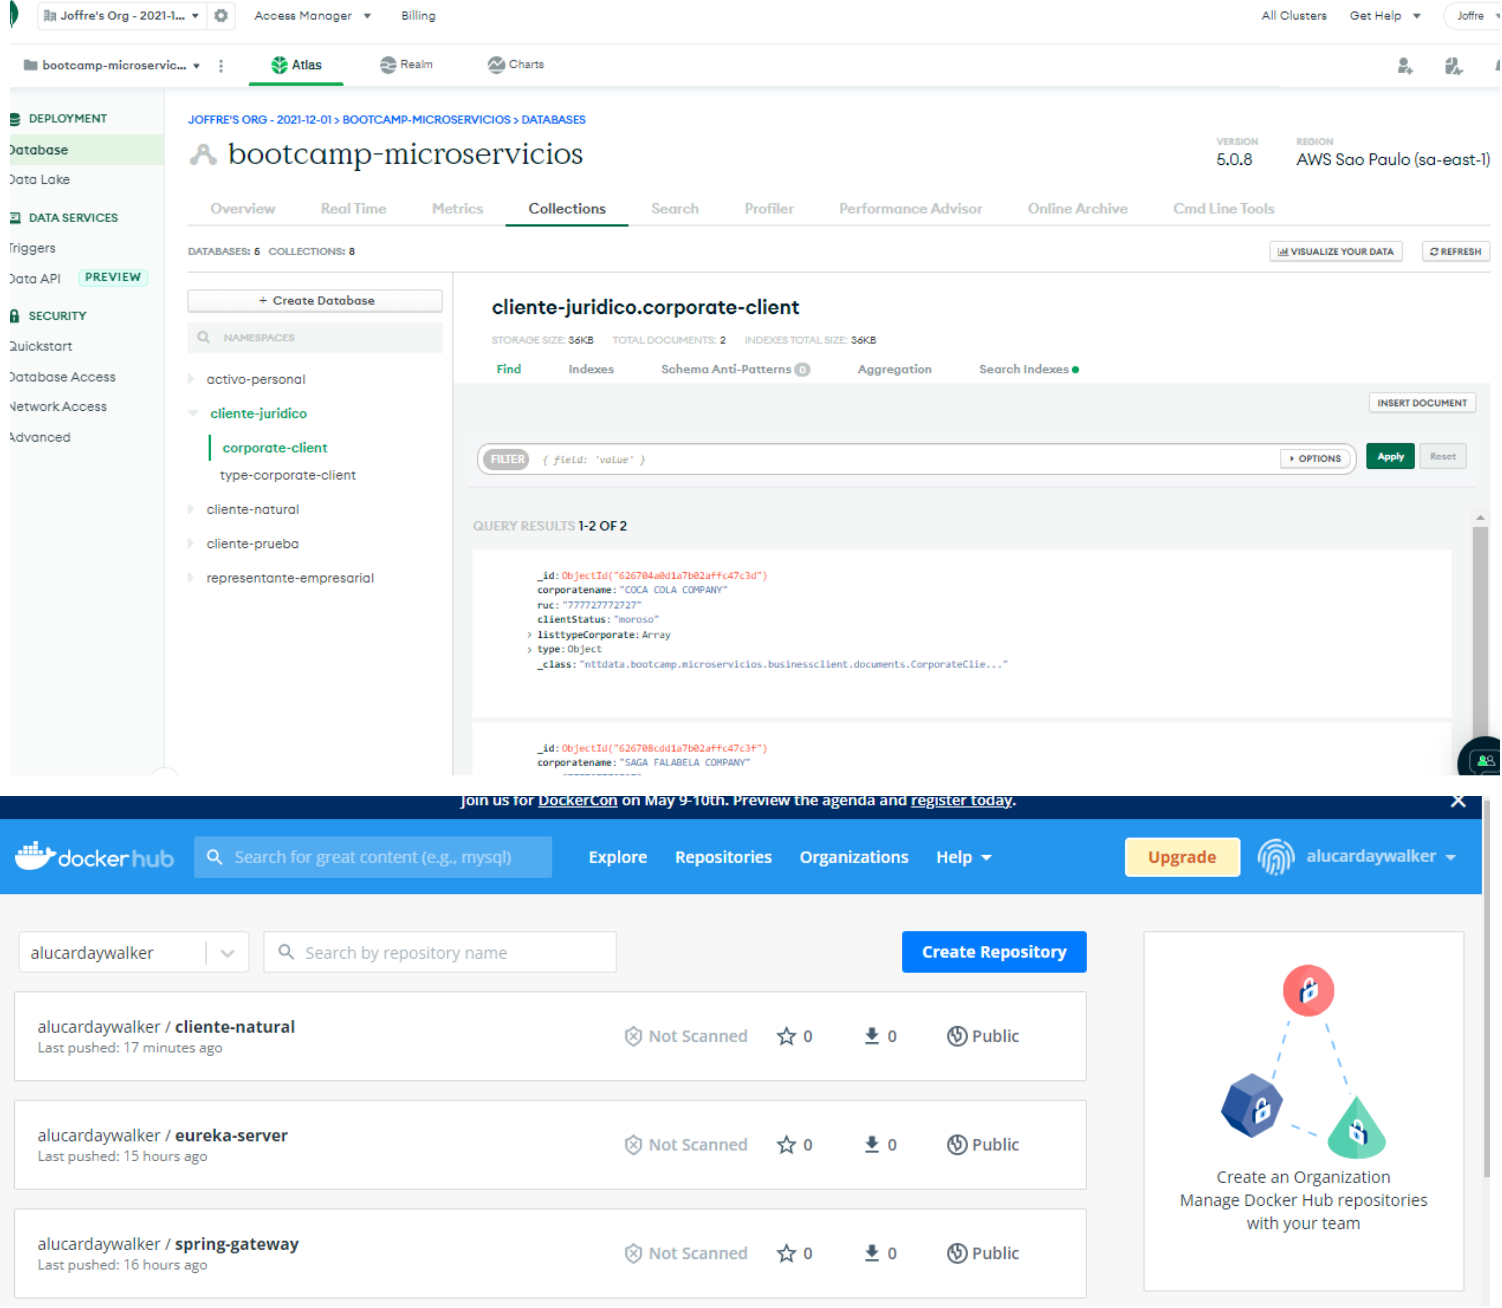 Joffre's Org - 2021-1...
Access Manager
Billing
All Clusters
Get Help
Joffre
bootcamp-microservic...
Atlas
Realm
Charts
DEPLOYMENT
Database
Data Lake
DATA SERVICES
Triggers
Data API PREVIEW
SECURITY
Quickstart
Database Access
Network Access
Advanced
JOFFRE'S ORG - 2021-12-01 > BOOTCAMP-MICROSERVICIOS > DATABASES
bootcamp-microservicios
VERSION
5.0.8
REGION
AWS Sao Paulo (sa-east-1)
Overview Real Time Metrics Collections Search Profiler Performance Advisor Online Archive Cmd Line Tools
DATABASES: 5 COLLECTIONS: 8
VISUALIZE YOUR DATA
REFRESH
+ Create Database
NAMESPACES
activo-personal
cliente-juridico
corporate-client
type-corporate-client
cliente-natural
cliente-prueba
representante-empresarial
cliente-juridico.corporate-client
STORAGE SIZE: 36KB TOTAL DOCUMENTS: 2 INDEXES TOTAL SIZE: 36KB
Find Indexes Schema Anti-Patterns 0 Aggregation Search Indexes
INSERT DOCUMENT
FILTER { field: 'value' }
OPTIONS
Apply
Reset
QUERY RESULTS 1-2 OF 2
_id: ObjectId("626704a0d1a7b02affc47c3d")
corporatename: "COCA COLA COMPANY"
ruc: "777727772727"
clientStatus: "moroso"
> listtypeCorporate: Array
> type: Object
_class: "nttdata.bootcamp.microservicios.businessclient.documents.CorporateClie..."
_id: ObjectId("626708cdd1a7b02affc47c3f")
corporatename: "SAGA FALABELA COMPANY"
Join us for DockerCon on May 9-10th. Preview the agenda and register today.
dockerhub
Search for great content (e.g., mysql)
Explore
Repositories
Organizations
Help
Upgrade
alucardaywalker
alucardaywalker
Search by repository name
Create Repository
alucardaywalker / cliente-natural
Last pushed: 17 minutes ago
Not Scanned 0 0 Public
alucardaywalker / eureka-server
Last pushed: 15 hours ago
Not Scanned 0 0 Public
alucardaywalker / spring-gateway
Last pushed: 16 hours ago
Not Scanned 0 0 Public
Create an Organization
Manage Docker Hub repositories
with your team